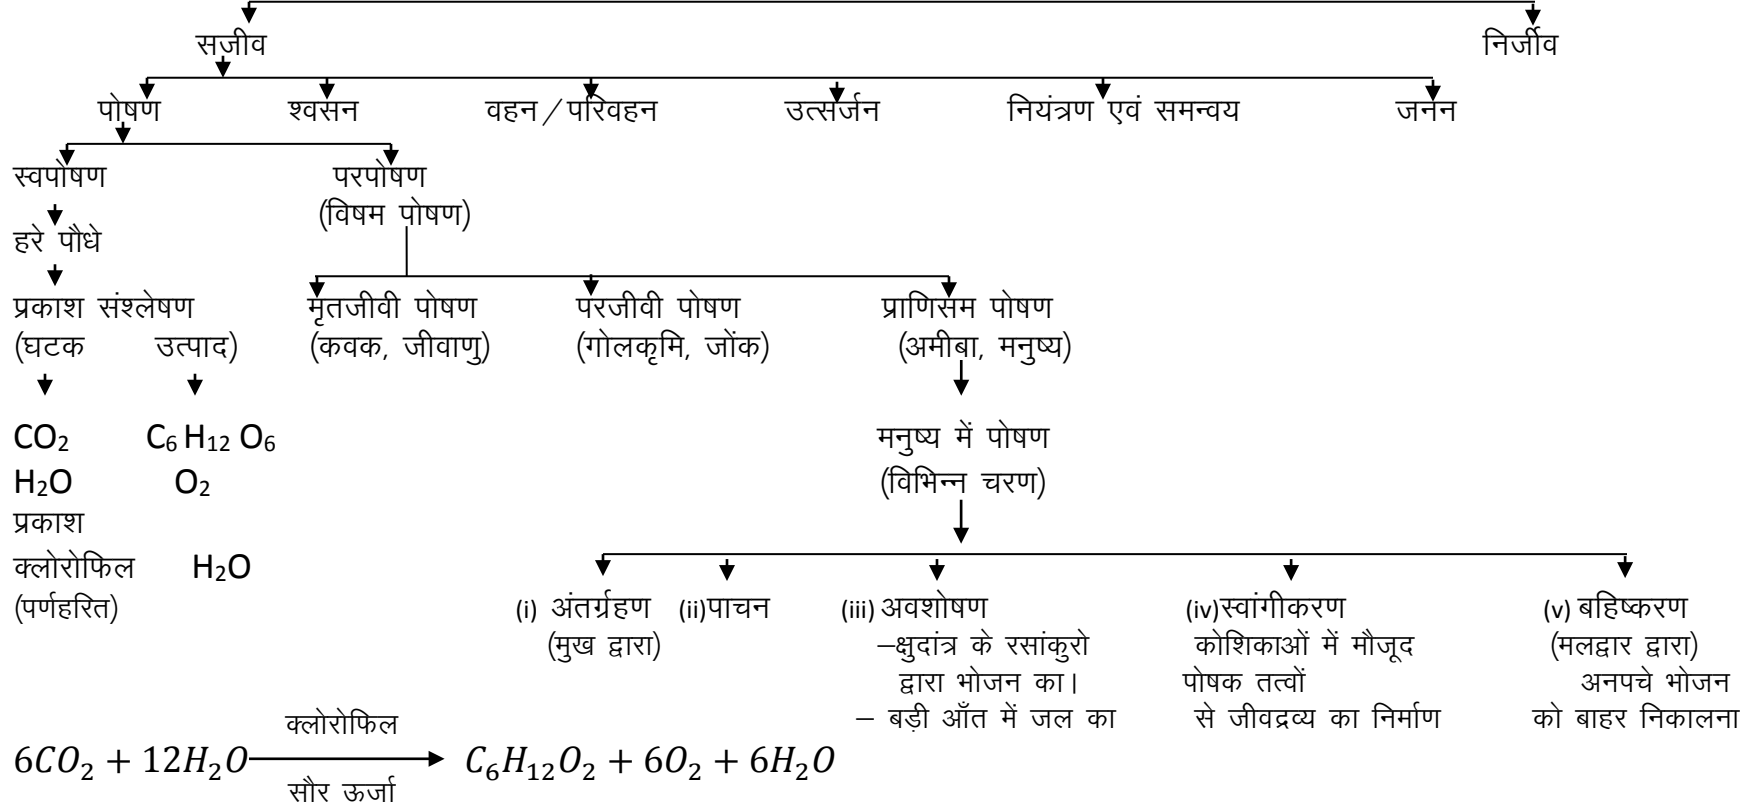 सजीव निर्जीव
पोषण श्वसन वहन/परिवहन उत्सर्जन नियंत्रण एवं समन्वय जनन
स्वपोषण परपोषण
(विषम पोषण)
हरे पौधे
प्रकाश संश्लेषण मृतजीवी पोषण परजीवी पोषण प्राणिसम पोषण
(घटक उत्पाद) (कवक, जीवाणु) (गोलकृमि, जोंक) (अमीबा, मनुष्य)
CO₂ C₆ H₁₂ O₆ मनुष्य में पोषण
H₂O O₂ (विभिन्न चरण)
प्रकाश
क्लोरोफिल H₂O
(पर्णहरित) (i) अंतर्ग्रहण (ii)पाचन (iii) अवशोषण (iv)स्वांगीकरण (v) बहिष्करण
(मुख द्वारा) –क्षुदांत्र के रसांकुरो कोशिकाओं में मौजूद (मलद्वार द्वारा)
द्वारा भोजन का। पोषक तत्वों अनपचे भोजन
– बड़ी आँत में जल का से जीवद्रव्य का निर्माण को बाहर निकालना
क्लोरोफिल
6CO₂ + 12H₂O → C₆H₁₂O₂ + 6O₂ + 6H₂O
सौर ऊर्जा